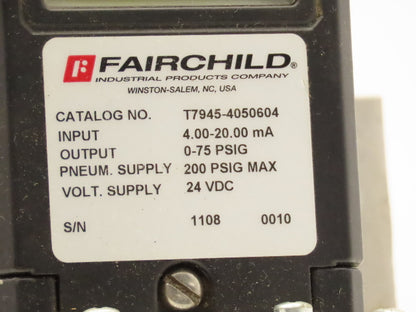 FAIRCHILD®
INDUSTRIAL PRODUCTS COMPANY
WINSTON-SALEM, NC, USA
CATALOG NO. T7945-4050604
INPUT 4.00-20.00 mA
OUTPUT 0-75 PSIG
PNEUM. SUPPLY 200 PSIG MAX
VOLT. SUPPLY 24 VDC
S/N 1108 0010